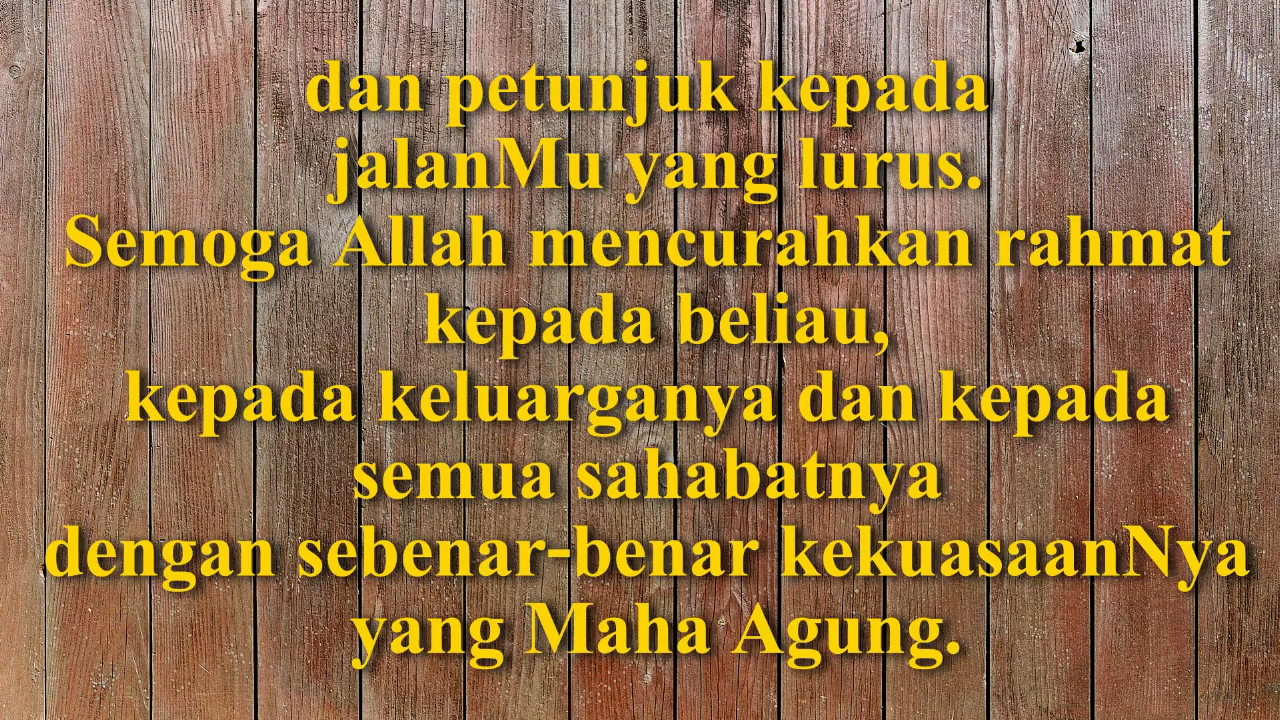 dan petunjuk kepada
jalanMu yang lurus.
Semoga Allah mencurahkan rahmat
kepada beliau,
kepada keluarganya dan kepada
semua sahabatnya
dengan sebenar-benar kekuasaanNya
yang Maha Agung.